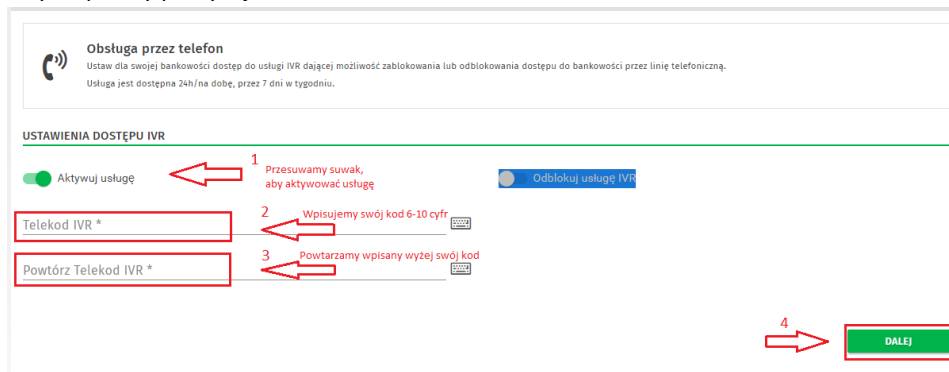 Obsługa przez telefon
Ustaw dla swojej bankowości dostęp do usługi IVR dającej możliwość zablokowania lub odblokowania dostępu do bankowości przez linię telefoniczną.
Usługa jest dostępna 24h/na dobę, przez 7 dni w tygodniu.
USTAWIENIA DOSTĘPU IVR
Aktywuj usługę
1
Przesuwamy suwak,
aby aktywować usługę
Odblokuj usługę IVR
Telekod IVR *
2
Wpisujemy swój kod 6-10 cyfr
Powtórz Telekod IVR *
3
Powtarzamy wpisany wyżej swój kod
4
DALEJ